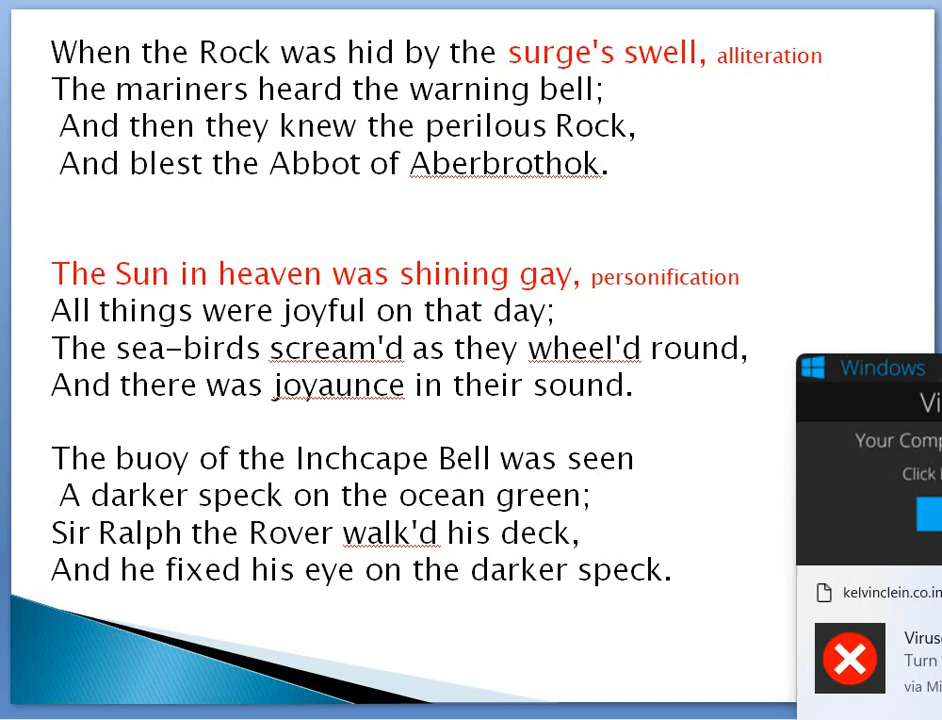 When the Rock was hid by the surge's swell, alliteration
The mariners heard the warning bell;
And then they knew the perilous Rock,
And blest the Abbot of Aberbrothok.
The Sun in heaven was shining gay, personification
All things were joyful on that day;
The sea-birds scream'd as they wheel'd round,
And there was joyaunce in their sound.
The buoy of the Inchcape Bell was seen
A darker speck on the ocean green;
Sir Ralph the Rover walk'd his deck,
And he fixed his eye on the darker speck.
Windows
Your
Click
kelvinclein.co.in
Turn
via